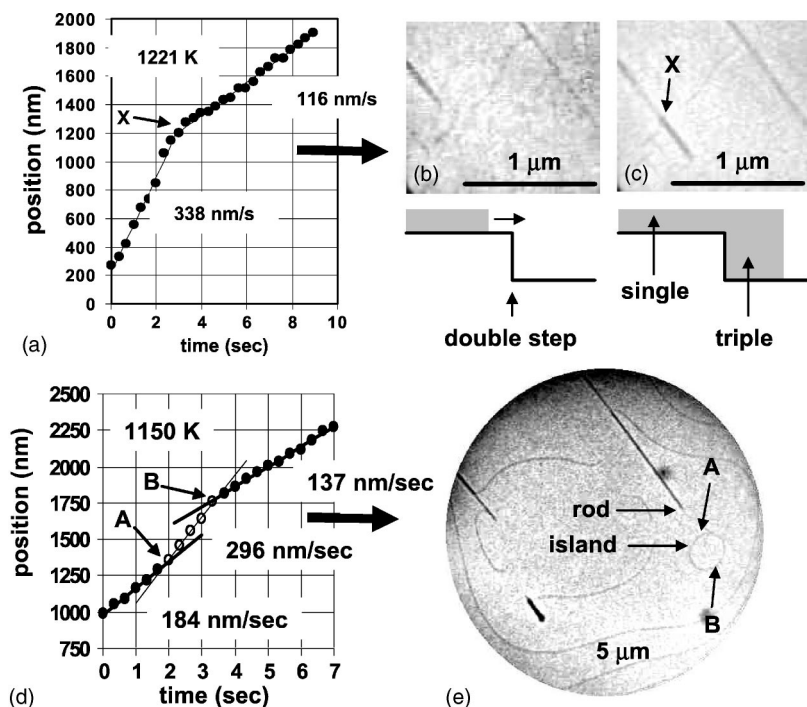 2000
1800
1600
1400
1200
1000
800
600
400
200
0
position (nm)
1221 K
116 nm/s
X
338 nm/s
0 2 4 6 8 10
time (sec)
(a)
1 μm
(b)
X
1 μm
(c)
single
double step
triple
2500
2250
2000
1750
1500
1250
1000
750
position (nm)
1150 K
B
137 nm/sec
A
296 nm/sec
184 nm/sec
0 1 2 3 4 5 6 7
time (sec)
(d)
A
rod
island
B
5 μm
(e)